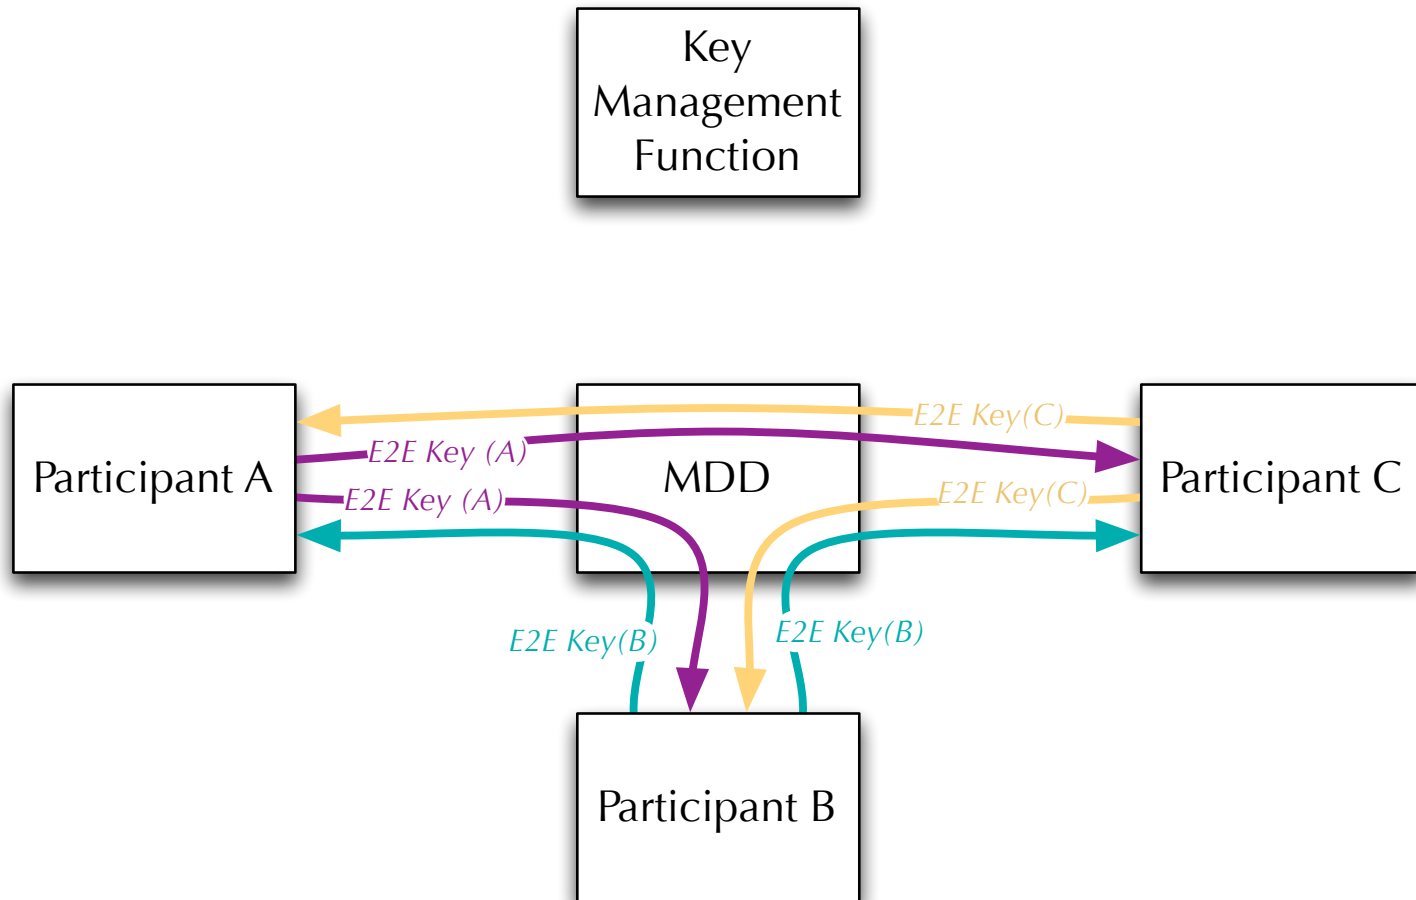 Key
Management
Function
E2E Key(C)
E2E Key (A)
Participant A
MDD
Participant C
E2E Key (A)
E2E Key(C)
E2E Key(B)
E2E Key(B)
Participant B